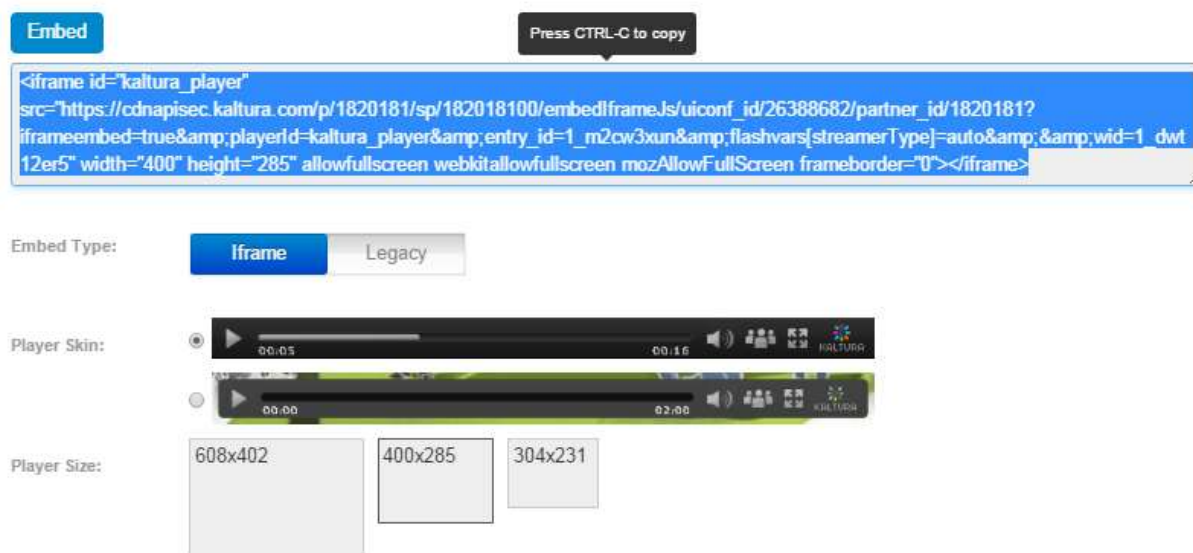 Embed
Press CTRL-C to copy
<iframe id="kaltura_player"
src="https://cdnapisec.kaltura.com/p/1820181/sp/182018100/embedIframeJs/uiconf_id/26388682/partner_id/1820181?
iframeembed=true&amp;playerId=kaltura_player&amp;entry_id=1_m2cw3xun&amp;flashvars[streamerType]=auto&amp;&amp;wid=1_dwt
12er5" width="400" height="285" allowfullscreen webkitallowfullscreen mozAllowFullScreen frameborder="0"></iframe>
Embed Type:
Iframe
Legacy
Player Skin:
00:05
00:16
KALTURA
00:00
02:00
KALTURA
Player Size:
608x402
400x285
304x231